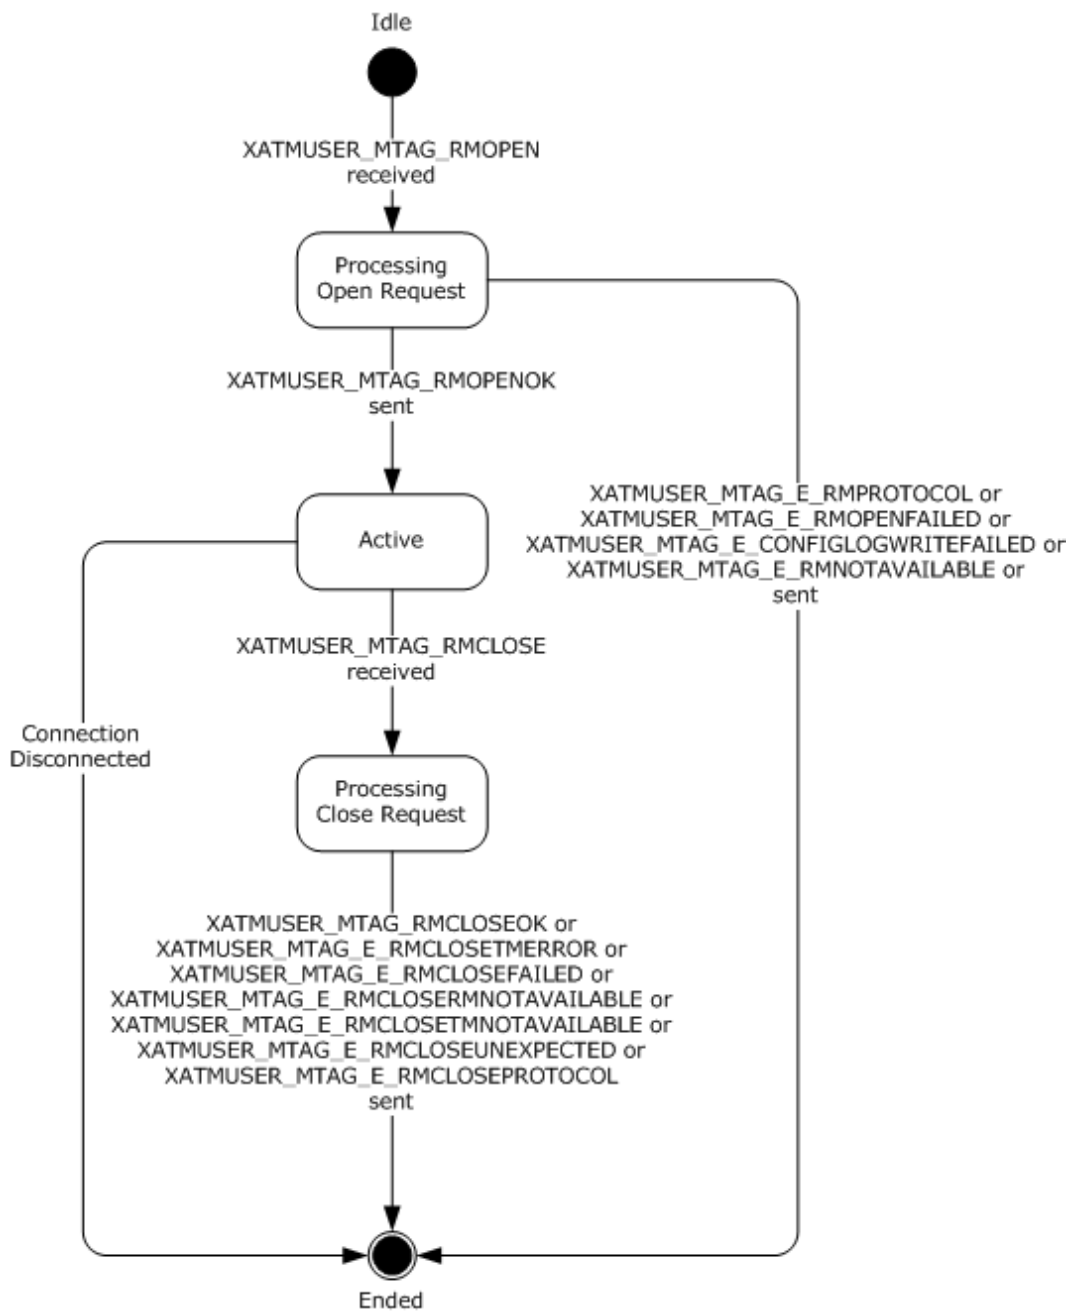 Idle
XATMUSER_MTAG_RMOPEN
received
Processing
Open Request
XATMUSER_MTAG_RMOPENOK
sent
XATMUSER_MTAG_E_RMPROTOCOL or
XATMUSER_MTAG_E_RMOPENFAILED or
XATMUSER_MTAG_E_CONFIGLOGWRITEFAILED or
XATMUSER_MTAG_E_RMNOTAVAILABLE or
sent
Active
XATMUSER_MTAG_RMCLOSE
received
Connection
Disconnected
Processing
Close Request
XATMUSER_MTAG_RMCLOSEOK or
XATMUSER_MTAG_E_RMCLOSETMERROR or
XATMUSER_MTAG_E_RMCLOSEFAILED or
XATMUSER_MTAG_E_RMCLOSERMNOTAVAILABLE or
XATMUSER_MTAG_E_RMCLOSETMNOTAVAILABLE or
XATMUSER_MTAG_E_RMCLOSEUNEXPECTED or
XATMUSER_MTAG_E_RMCLOSEPROTOCOL
sent
Ended